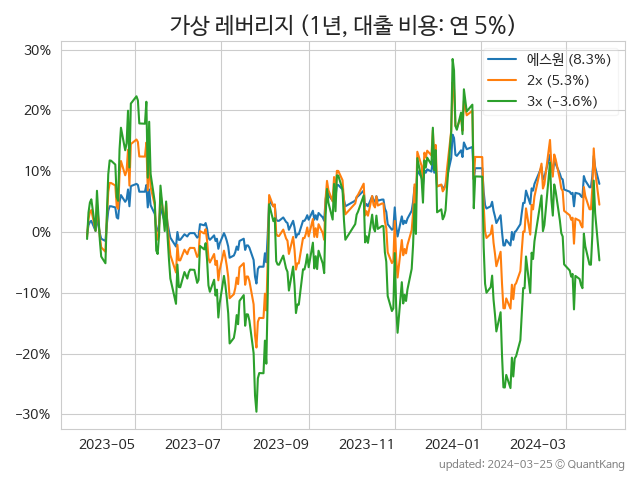 가상 레버리지 (1년, 대출 비용: 연 5%)
30%
20%
10%
0%
−10%
−20%
−30%
에스원 (8.3%)
2x (5.3%)
3x (−3.6%)
2023-05
2023-07
2023-09
2023-11
2024-01
2024-03
updated: 2024-03-25 © QuantKang